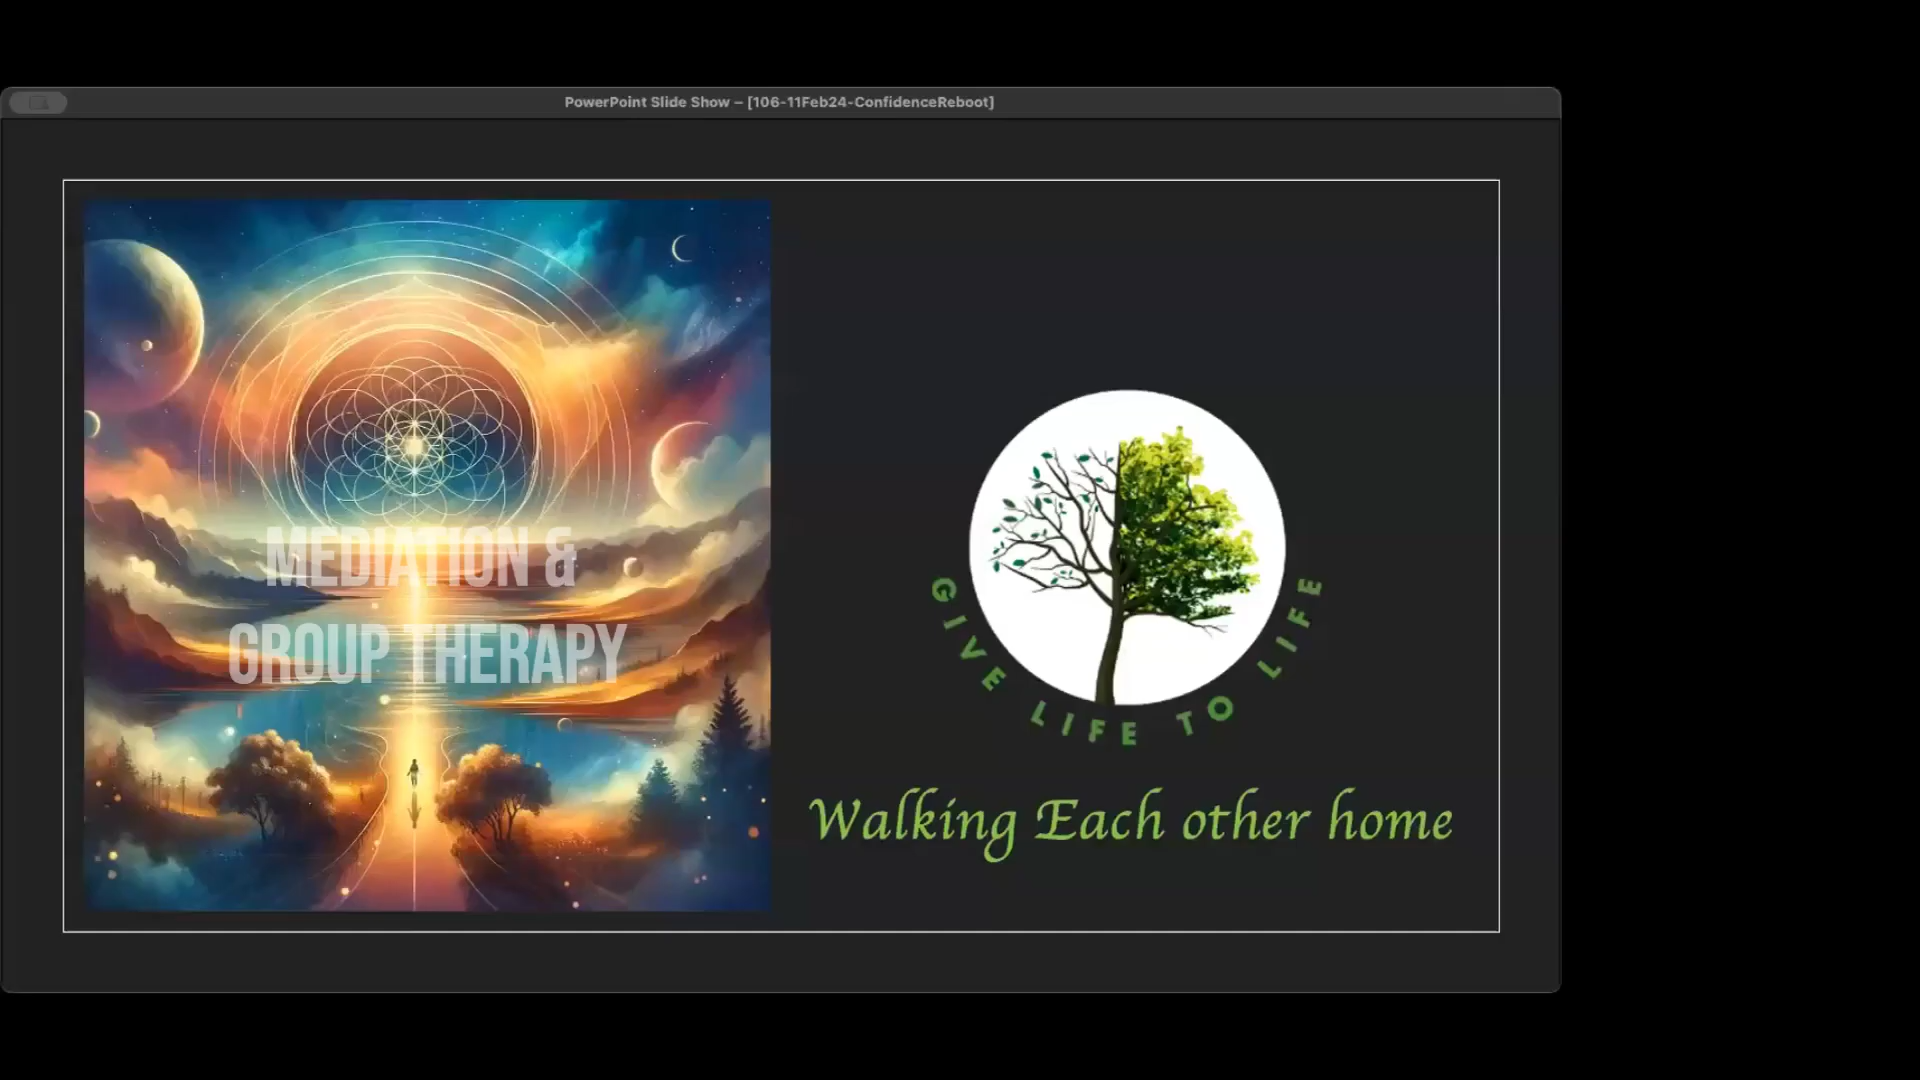 PowerPoint Slide Show – [106-11Feb24-ConfidenceReboot]
MEDIATION &
GROUP THERAPY
GIVE LIFE TO LIFE
Walking Each other home